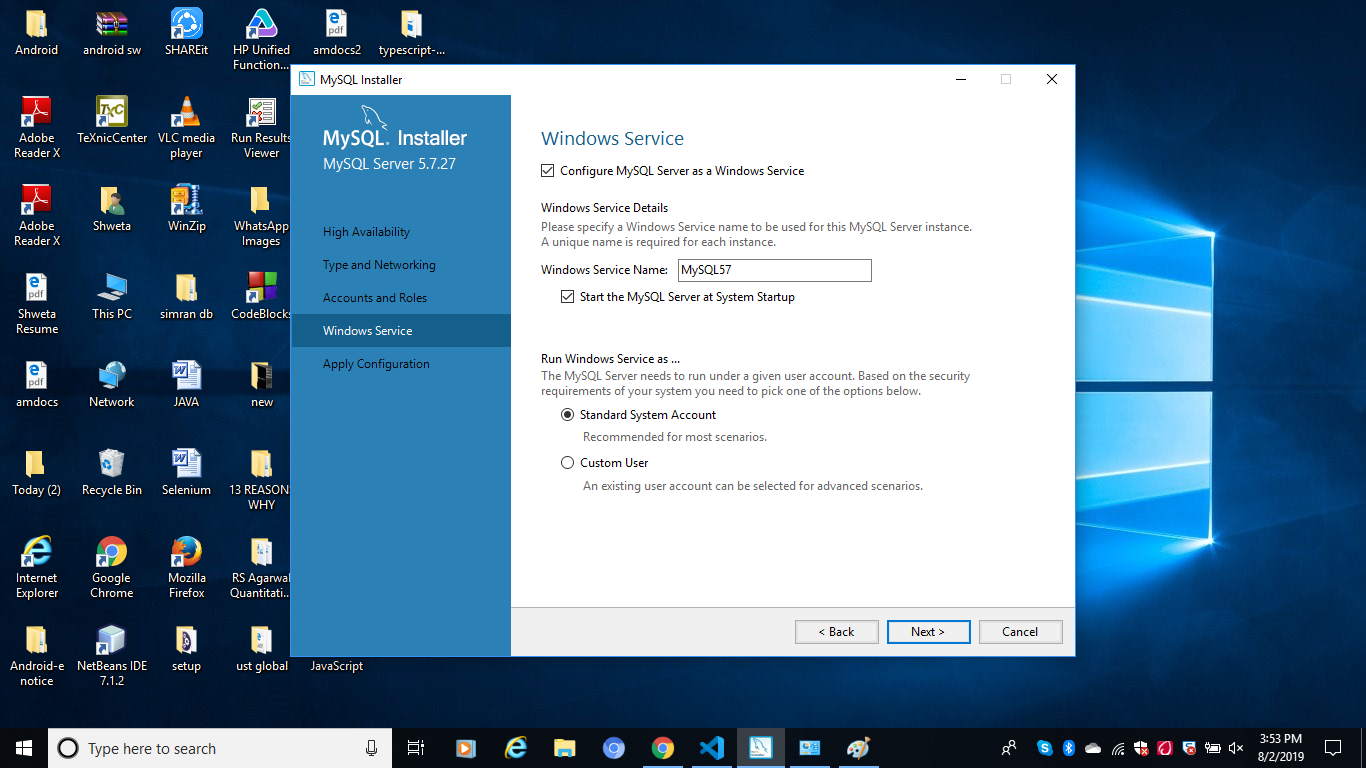 Android
android sw
SHAREit
HP Unified
Function...
amdocs2
typescript-...
Adobe
Reader X
TeXnicCenter
VLC media
player
Run Results
Viewer
Adobe
Reader X
Shweta
WinZip
WhatsApp
Images
Shweta
Resume
This PC
simran db
CodeBlocks
amdocs
Network
JAVA
new
Today (2)
Recycle Bin
Selenium
13 REASON
WHY
Internet
Explorer
Google
Chrome
Mozilla
Firefox
RS Agarwal
Quantitati...
Android-e
notice
NetBeans IDE
7.1.2
setup
ust global
JavaScript
MySQL Installer
MySQL. Installer
MySQL Server 5.7.27
High Availability
Type and Networking
Accounts and Roles
Windows Service
Apply Configuration
Windows Service
Configure MySQL Server as a Windows Service
Windows Service Details
Please specify a Windows Service name to be used for this MySQL Server instance.
A unique name is required for each instance.
Windows Service Name: MySQL57
Start the MySQL Server at System Startup
Run Windows Service as ...
The MySQL Server needs to run under a given user account. Based on the security
requirements of your system you need to pick one of the options below.
Standard System Account
Recommended for most scenarios.
Custom User
An existing user account can be selected for advanced scenarios.
< Back
Next >
Cancel
Type here to search
3:53 PM
8/2/2019